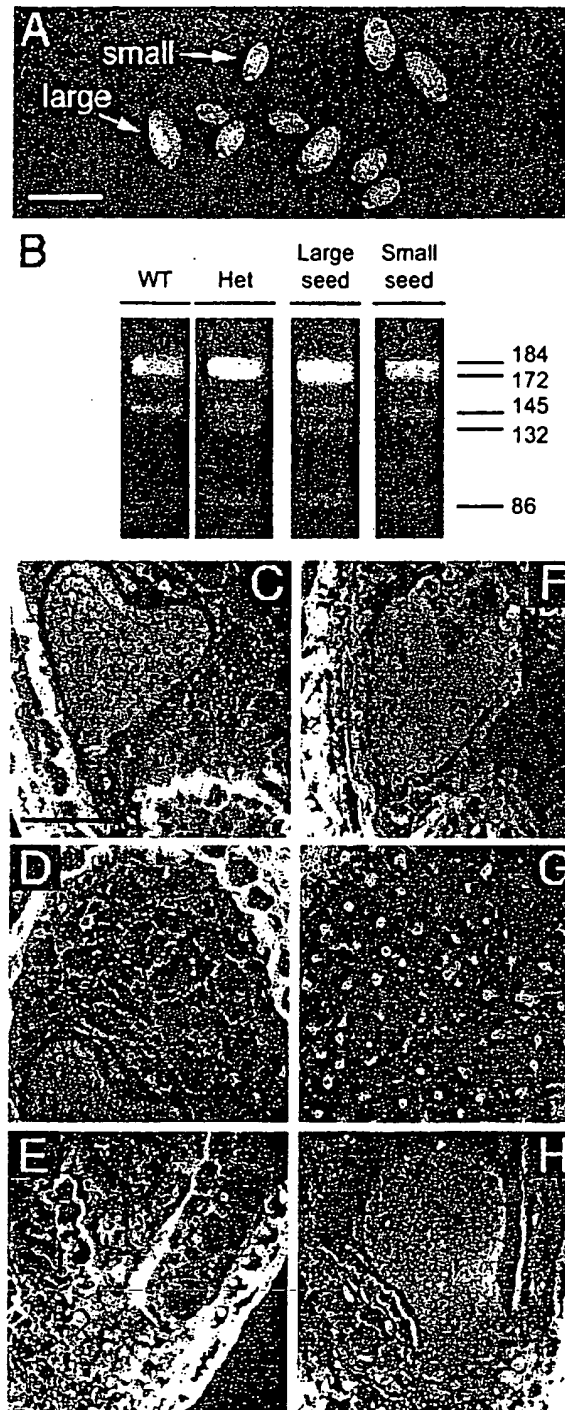 A
small
large
B
WT Het Large seed Small seed
184
172
145
132
86
C
F
D
G
E
H